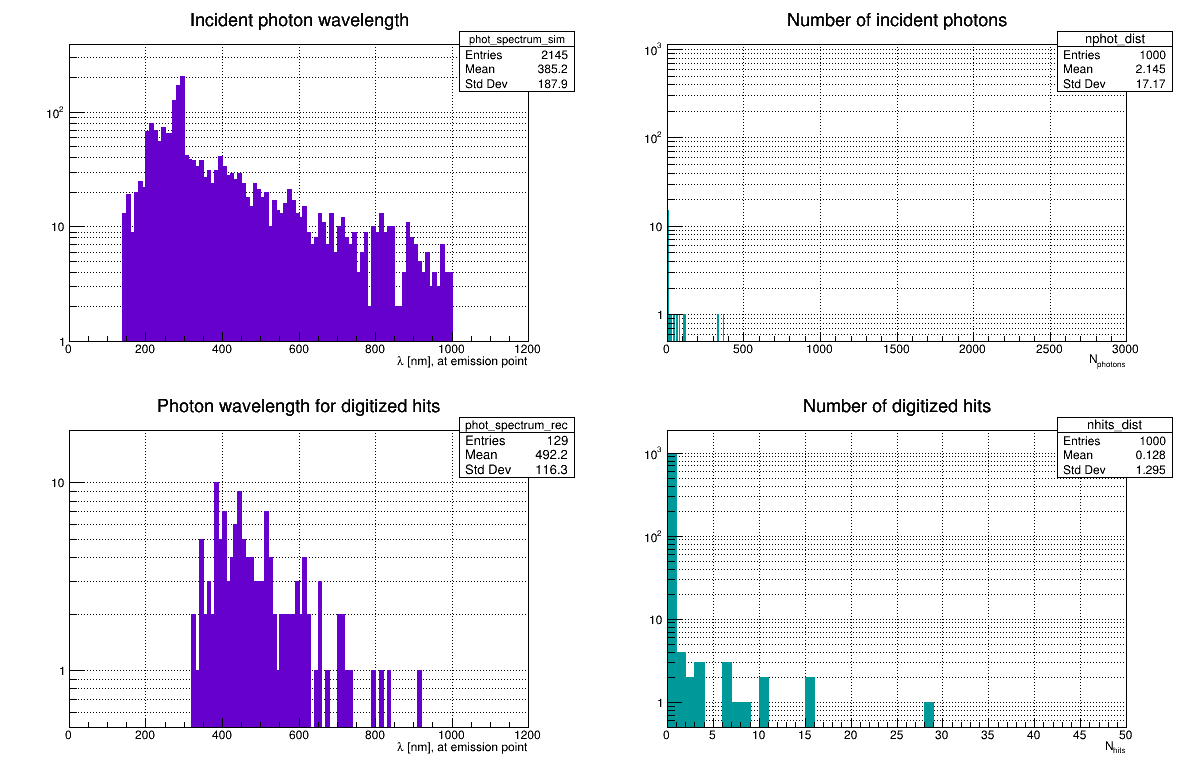 Incident photon wavelength
phot_spectrum_sim
Entries 2145
Mean 385.2
Std Dev 187.9
10²
10
1
0 200 400 600 800 1000 1200
λ [nm], at emission point
Number of incident photons
nphot_dist
Entries 1000
Mean 2.145
Std Dev 17.17
10³
10²
10
1
0 500 1000 1500 2000 2500 3000
N_photons
Photon wavelength for digitized hits
phot_spectrum_rec
Entries 129
Mean 492.2
Std Dev 116.3
10
1
0 200 400 600 800 1000 1200
λ [nm], at emission point
Number of digitized hits
nhits_dist
Entries 1000
Mean 0.128
Std Dev 1.295
10³
10²
10
1
0 5 10 15 20 25 30 35 40 45 50
N_hits